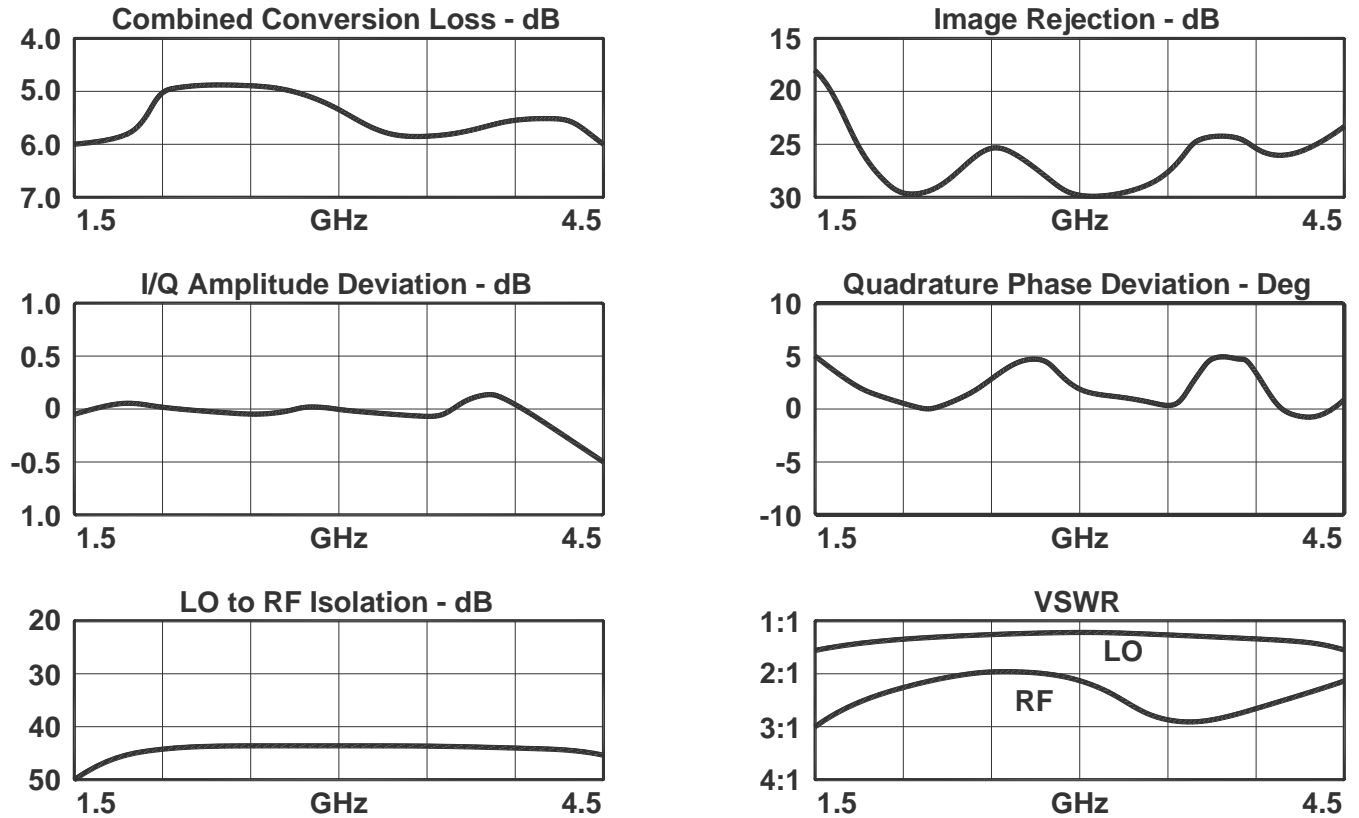 Combined Conversion Loss - dB
4.0
5.0
6.0
7.0
1.5 GHz 4.5
Image Rejection - dB
15
20
25
30
1.5 GHz 4.5
I/Q Amplitude Deviation - dB
1.0
0.5
0
-0.5
1.0
1.5 GHz 4.5
Quadrature Phase Deviation - Deg
10
5
0
-5
-10
1.5 GHz 4.5
LO to RF Isolation - dB
20
30
40
50
1.5 GHz 4.5
VSWR
1:1
LO
2:1
RF
3:1
4:1
1.5 GHz 4.5